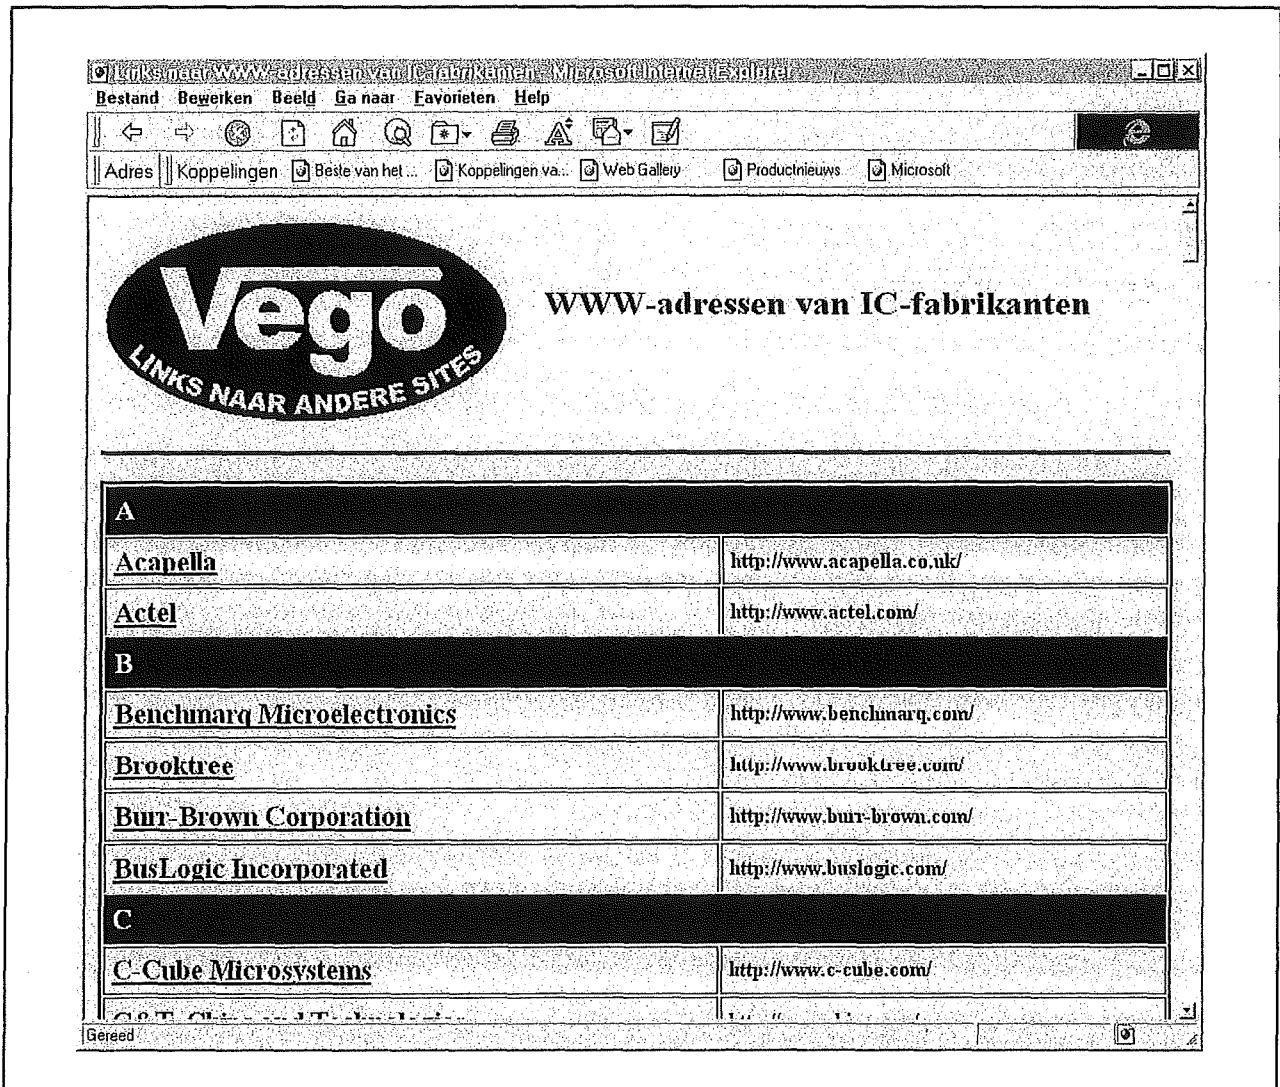 Links naar WWW-adressen van IC-fabrikanten - Microsoft Internet Explorer
Bestand Bewerken Beeld Ga naar Favorieten Help
Adres Koppelingen Beste van het ... Koppelingen va... Web Gallery Productnieuws Microsoft
Vego
LINKS NAAR ANDERE SITES
WWW-adressen van IC-fabrikanten
A
Acapella http://www.acapella.co.uk/
Actel http://www.actel.com/
B
Benchmarq Microelectronics http://www.benchmarq.com/
Brooktree http://www.brooktree.com/
Burr-Brown Corporation http://www.burr-brown.com/
BusLogic Incorporated http://www.buslogic.com/
C
C-Cube Microsystems http://www.c-cube.com/
Gereed